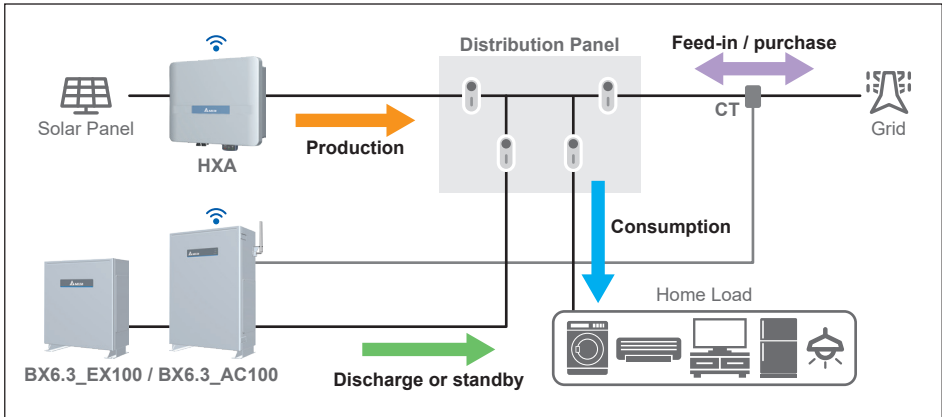 Distribution Panel
Feed-in / purchase
Solar Panel
HXA
Production
CT
Grid
Consumption
Home Load
BX6.3_EX100 / BX6.3_AC100
Discharge or standby